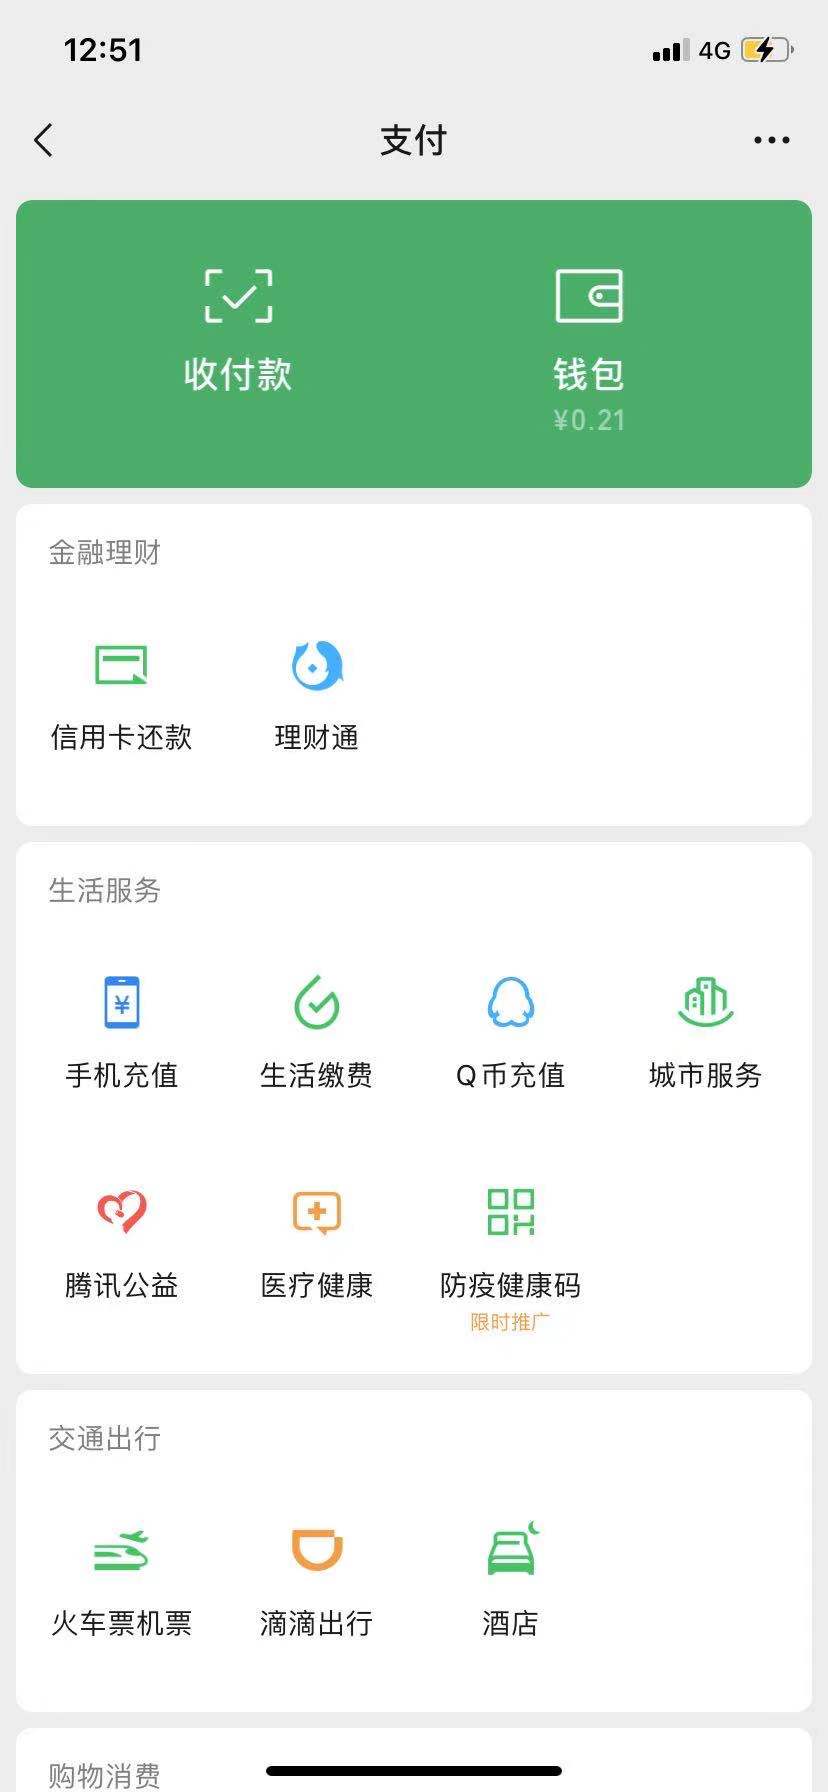 12:51
4G
支付
收付款
钱包
¥0.21
金融理财
信用卡还款
理财通
生活服务
手机充值
生活缴费
Q币充值
城市服务
腾讯公益
医疗健康
防疫健康码
限时推广
交通出行
火车票机票
滴滴出行
酒店
购物消费